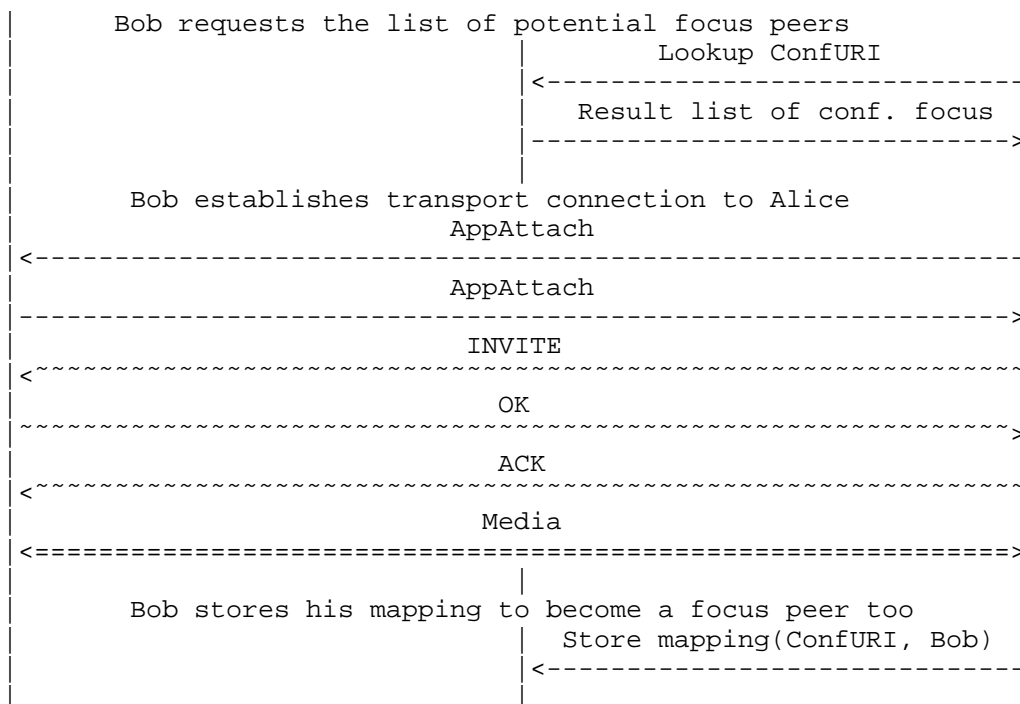 Bob requests the list of potential focus peers
Lookup ConfURI
Result list of conf. focus
Bob establishes transport connection to Alice
AppAttach
AppAttach
INVITE
OK
ACK
Media
Bob stores his mapping to become a focus peer too
Store mapping(ConfURI, Bob)